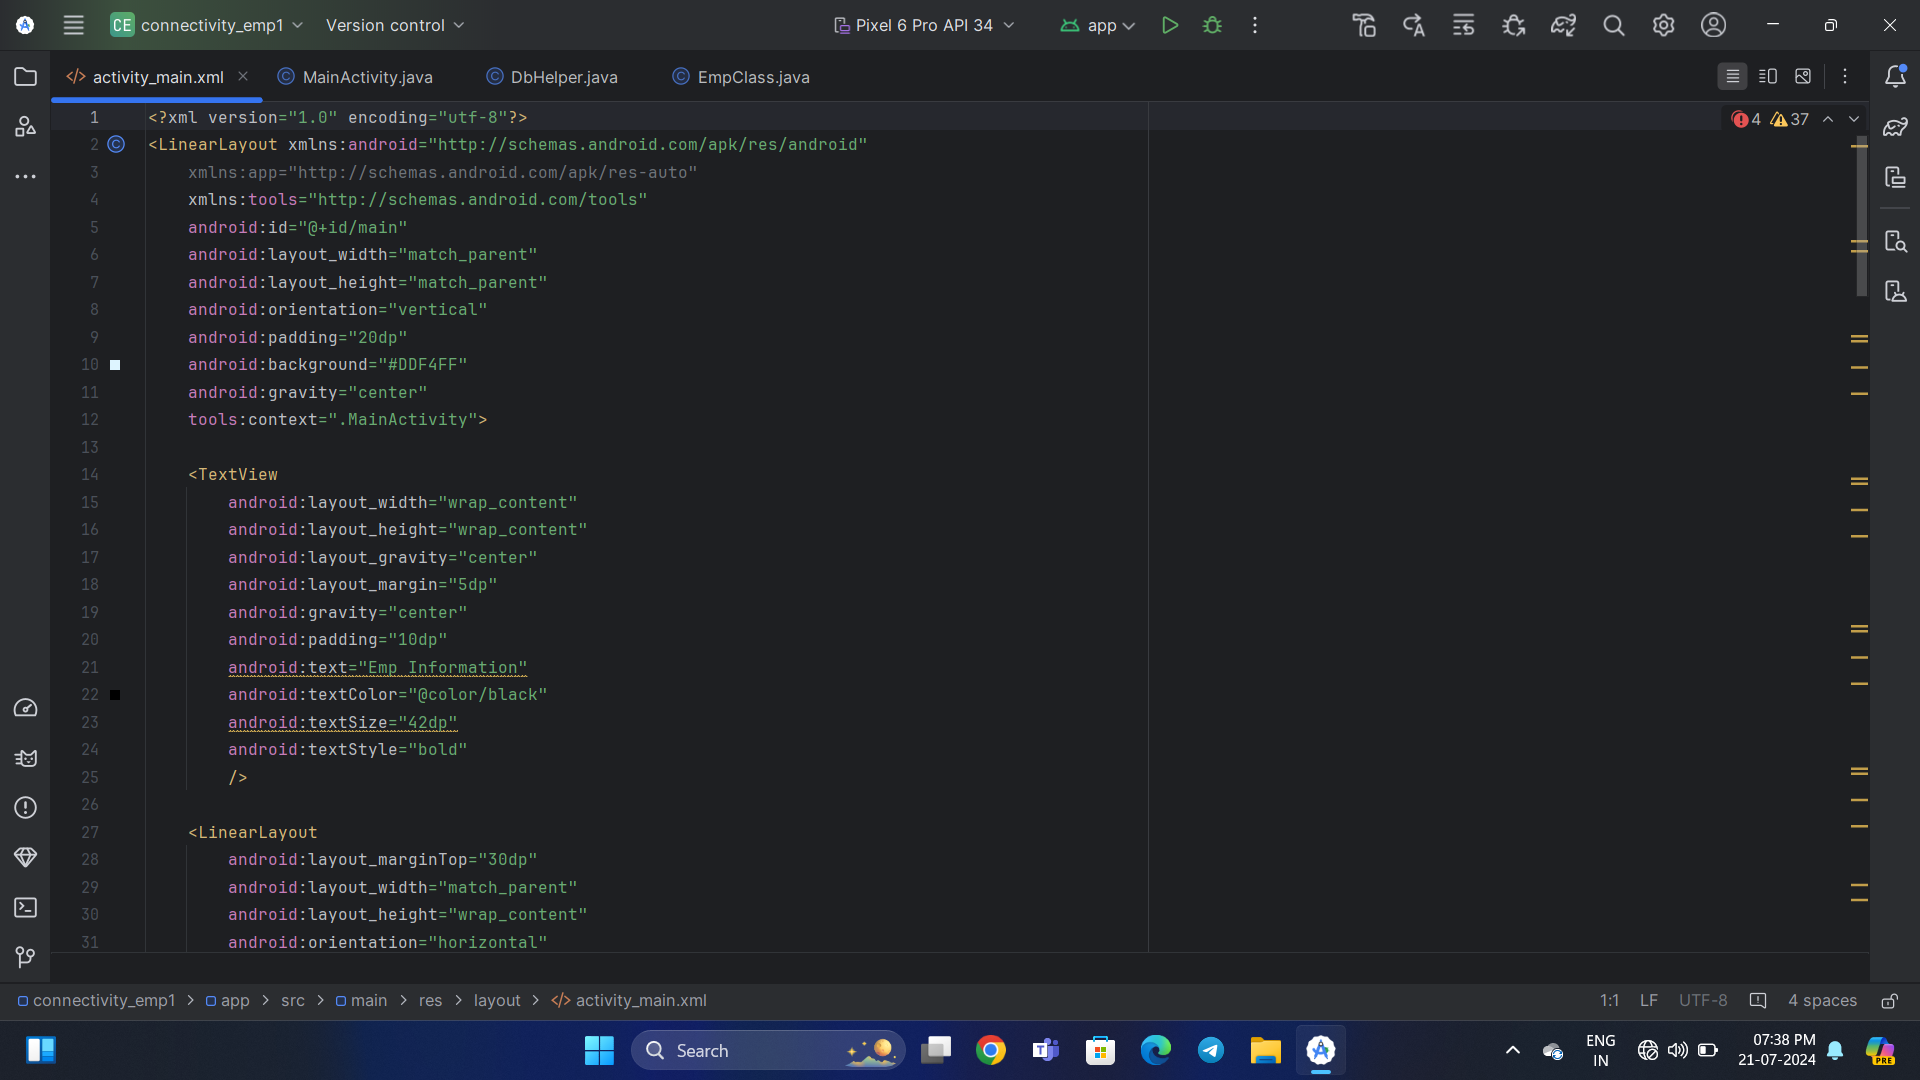 CE connectivity_emp1 Version control Pixel 6 Pro API 34 app
activity_main.xml MainActivity.java DbHelper.java EmpClass.java
4 37
1 <?xml version="1.0" encoding="utf-8"?>
2 <LinearLayout xmlns:android="http://schemas.android.com/apk/res/android"
3 xmlns:app="http://schemas.android.com/apk/res-auto"
4 xmlns:tools="http://schemas.android.com/tools"
5 android:id="@+id/main"
6 android:layout_width="match_parent"
7 android:layout_height="match_parent"
8 android:orientation="vertical"
9 android:padding="20dp"
10 android:background="#DDF4FF"
11 android:gravity="center"
12 tools:context=".MainActivity">
13
14 <TextView
15 android:layout_width="wrap_content"
16 android:layout_height="wrap_content"
17 android:layout_gravity="center"
18 android:layout_margin="5dp"
19 android:gravity="center"
20 android:padding="10dp"
21 android:text="Emp Information"
22 android:textColor="@color/black"
23 android:textSize="42dp"
24 android:textStyle="bold"
25 />
26
27 <LinearLayout
28 android:layout_marginTop="30dp"
29 android:layout_width="match_parent"
30 android:layout_height="wrap_content"
31 android:orientation="horizontal"
connectivity_emp1 > app > src > main > res > layout > </> activity_main.xml 1:1 LF UTF-8 4 spaces
Search ENG IN 07:38 PM
21-07-2024
PRE